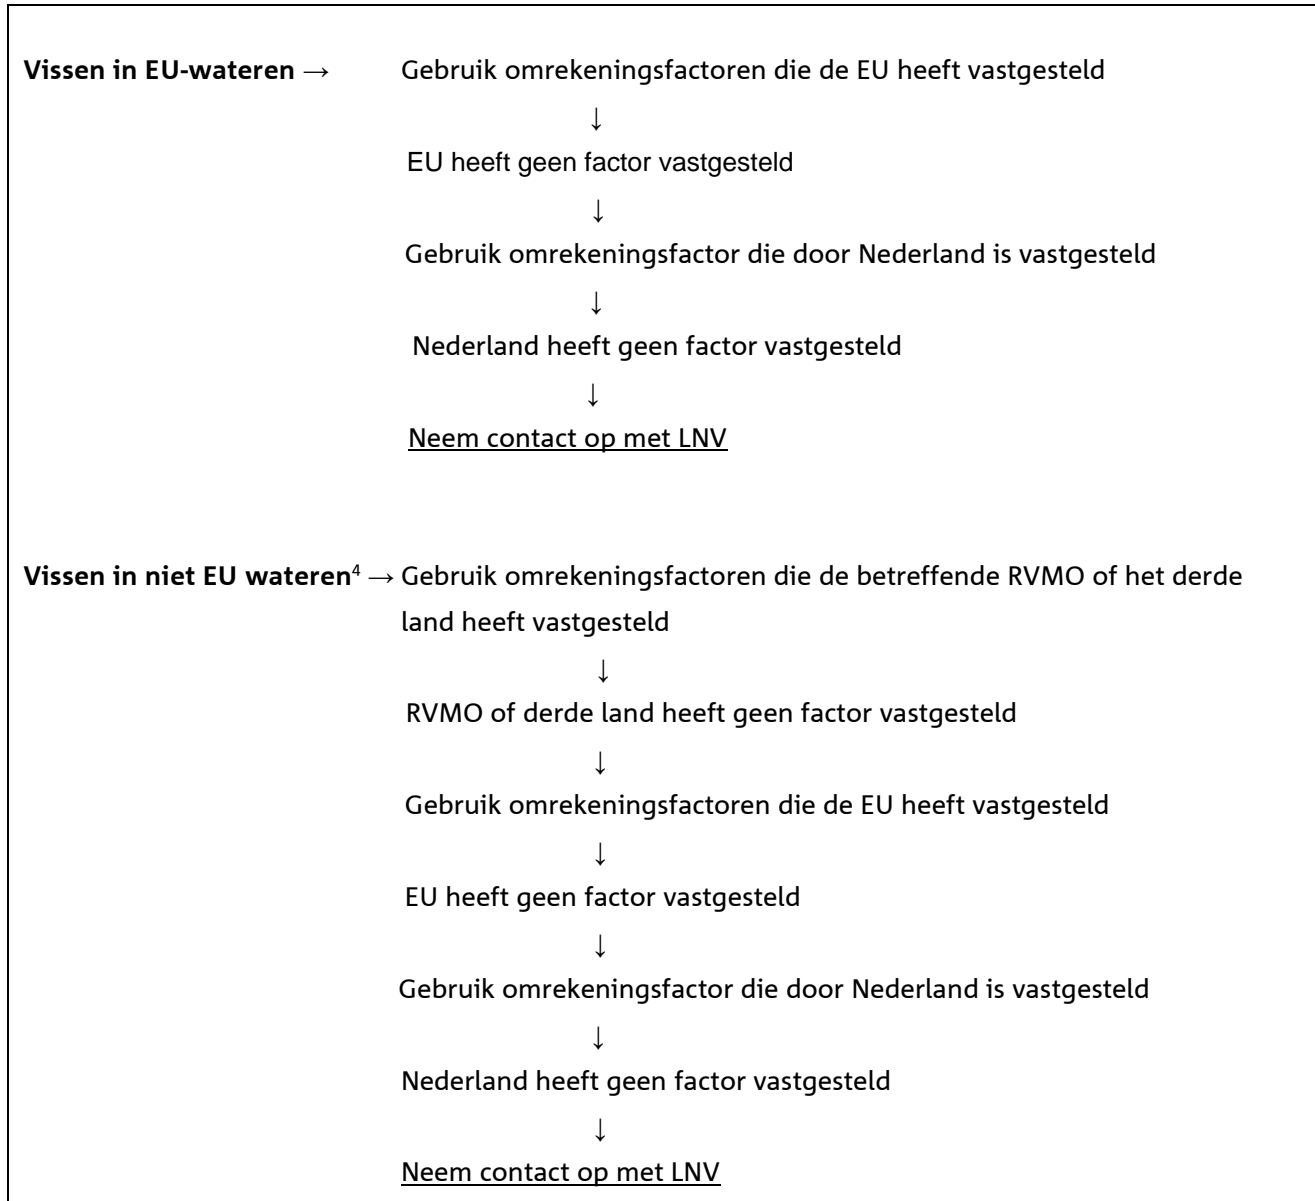 Vissen in EU-wateren → Gebruik omrekeningsfactoren die de EU heeft vastgesteld
↓
EU heeft geen factor vastgesteld
↓
Gebruik omrekeningsfactor die door Nederland is vastgesteld
↓
Nederland heeft geen factor vastgesteld
↓
Neem contact op met LNV
Vissen in niet EU wateren⁴ → Gebruik omrekeningsfactoren die de betreffende RVMO of het derde
land heeft vastgesteld
↓
RVMO of derde land heeft geen factor vastgesteld
↓
Gebruik omrekeningsfactoren die de EU heeft vastgesteld
↓
EU heeft geen factor vastgesteld
↓
Gebruik omrekeningsfactor die door Nederland is vastgesteld
↓
Nederland heeft geen factor vastgesteld
↓
Neem contact op met LNV